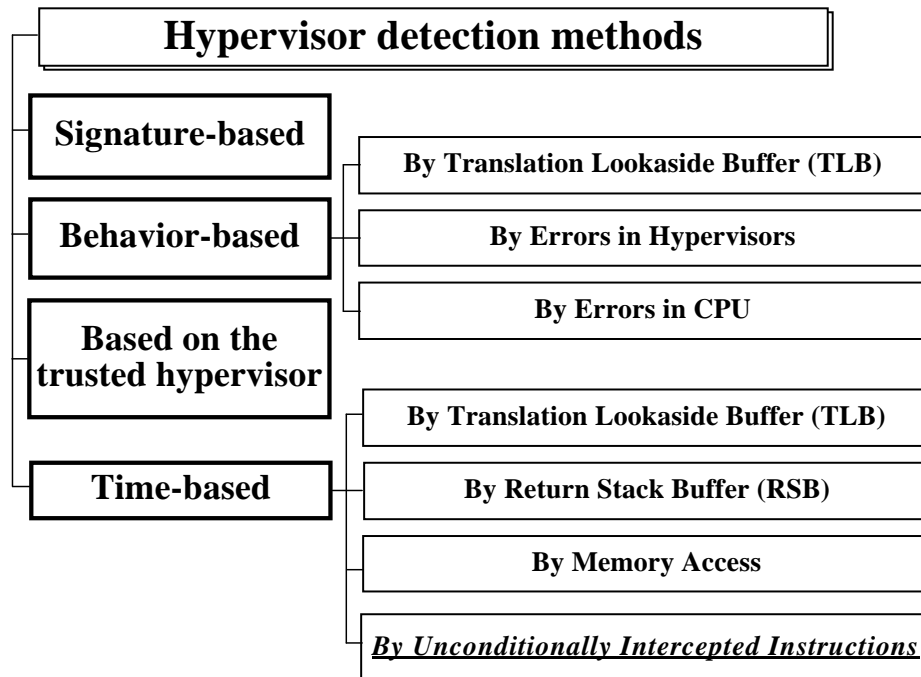 Hypervisor detection methods
Signature-based
Behavior-based
By Translation Lookaside Buffer (TLB)
By Errors in Hypervisors
By Errors in CPU
Based on the
trusted hypervisor
Time-based
By Translation Lookaside Buffer (TLB)
By Return Stack Buffer (RSB)
By Memory Access
By Unconditionally Intercepted Instructions